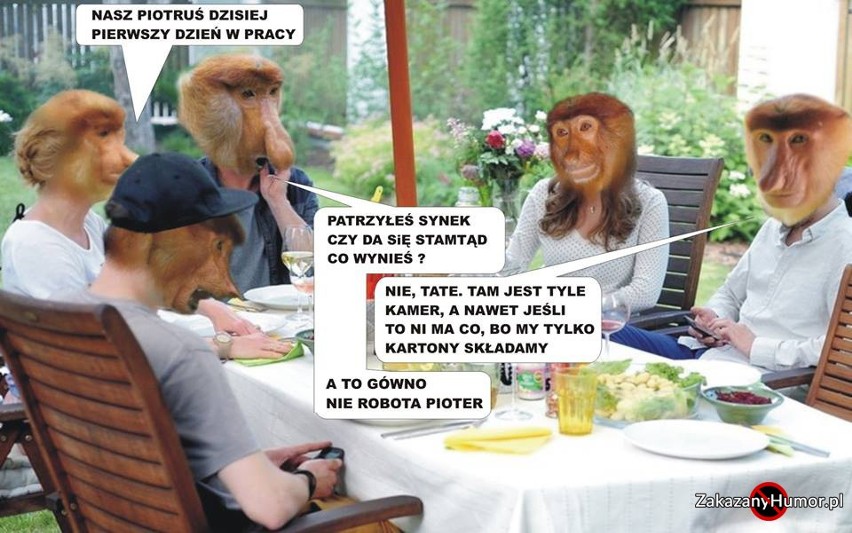 NASZ PIOTRUŚ DZISIEJ
PIERWSZY DZIEŃ W PRACY
PATRZYŁEŚ SYNEK
CZY DA SiĘ STAMTĄD
CO WYNIEŚ ?
NIE, TATE. TAM JEST TYLE
KAMER, A NAWET JEŚLI
TO NI MA CO, BO MY TYLKO
KARTONY SKŁADAMY
A TO GÓWNO
NIE ROBOTA PIOTER
ZakazanyHumor.pl